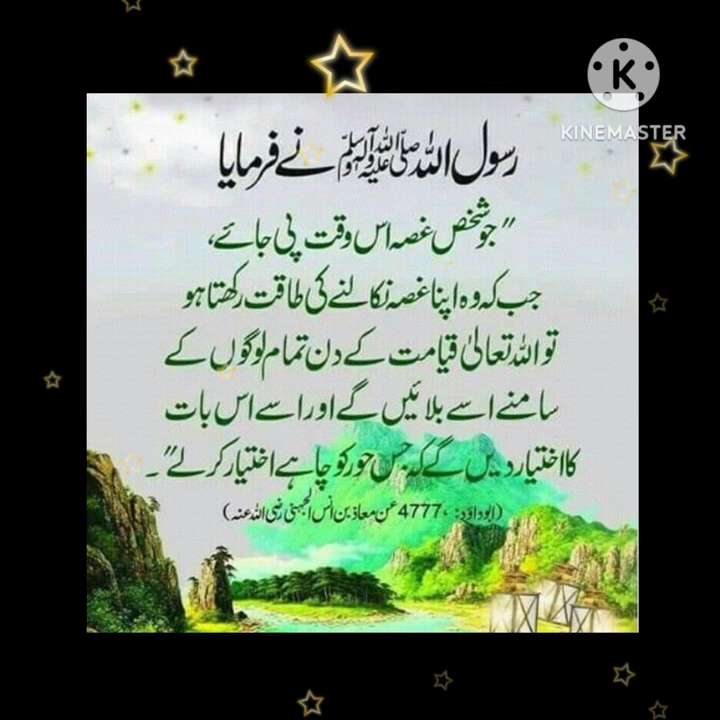 KINEMASTER
رسول اللہ صلی اللہ علیہ وآلہ وسلم نے فرمایا
"جو شخص غصہ اس وقت پی جائے،
جب کہ وہ اپنا غصہ نکالنے کی طاقت رکھتا ہو
تو اللہ تعالیٰ قیامت کے دن تمام لوگوں کے
سامنے اسے بلائیں گے اور اسے اس بات
کا اختیار دیں گے کہ جس حور کو چاہے اختیار کر لے"۔
(ابوداؤد: ، 4777 عن معاذ بن انس الجہنی رضی اللہ عنہ)